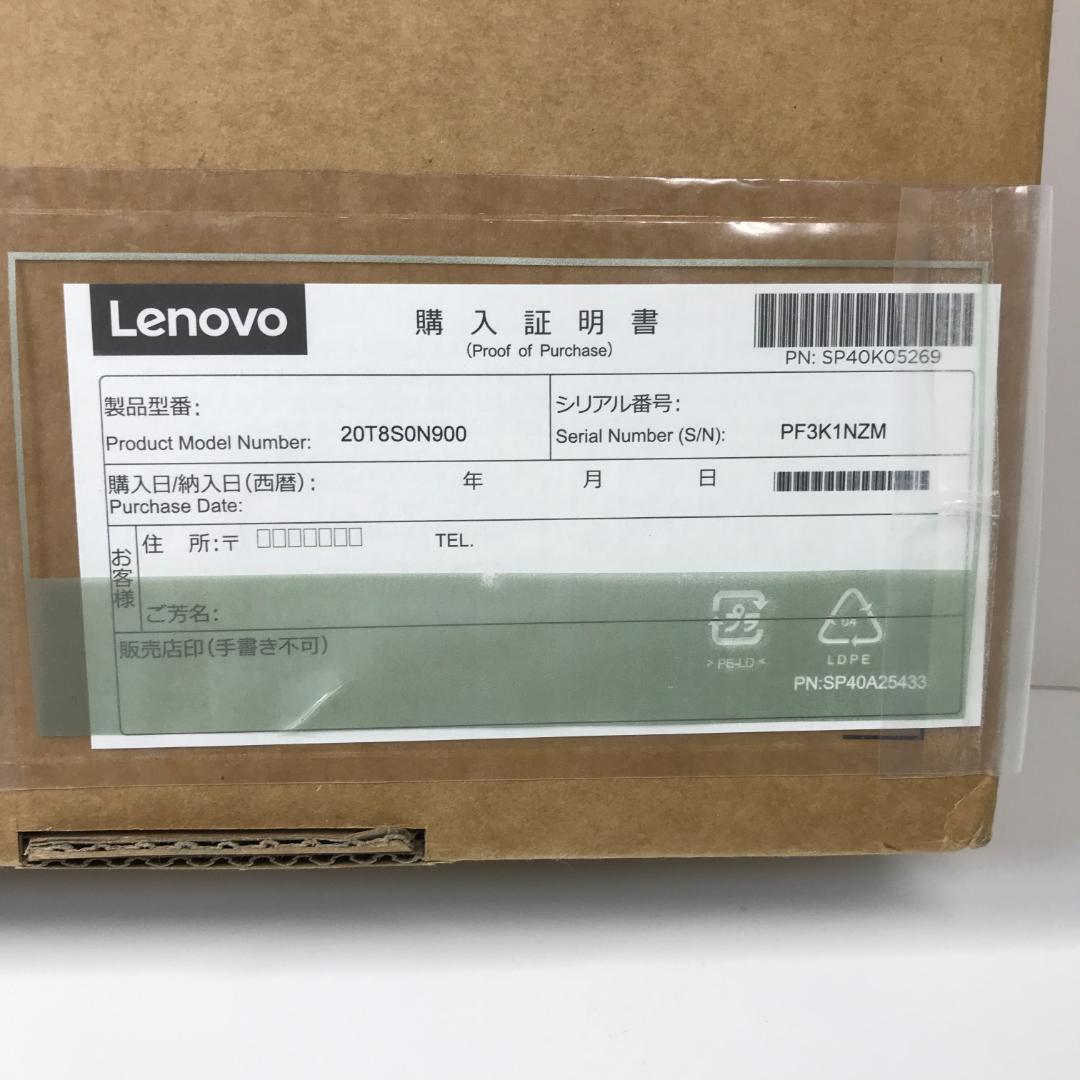 Lenovo
購入証明書
(Proof of Purchase)
PN: SP40K05269
製品型番:
Product Model Number: 20T8S0N900
シリアル番号:
Serial Number (S/N): PF3K1NZM
購入日/納入日(西暦): 年 月 日
Purchase Date:
お客様
住 所:〒 □□□□□□□ TEL.
ご芳名:
販売店印(手書き不可)
プラ
04
>PE-LD<
LDPE
PN:SP40A25433